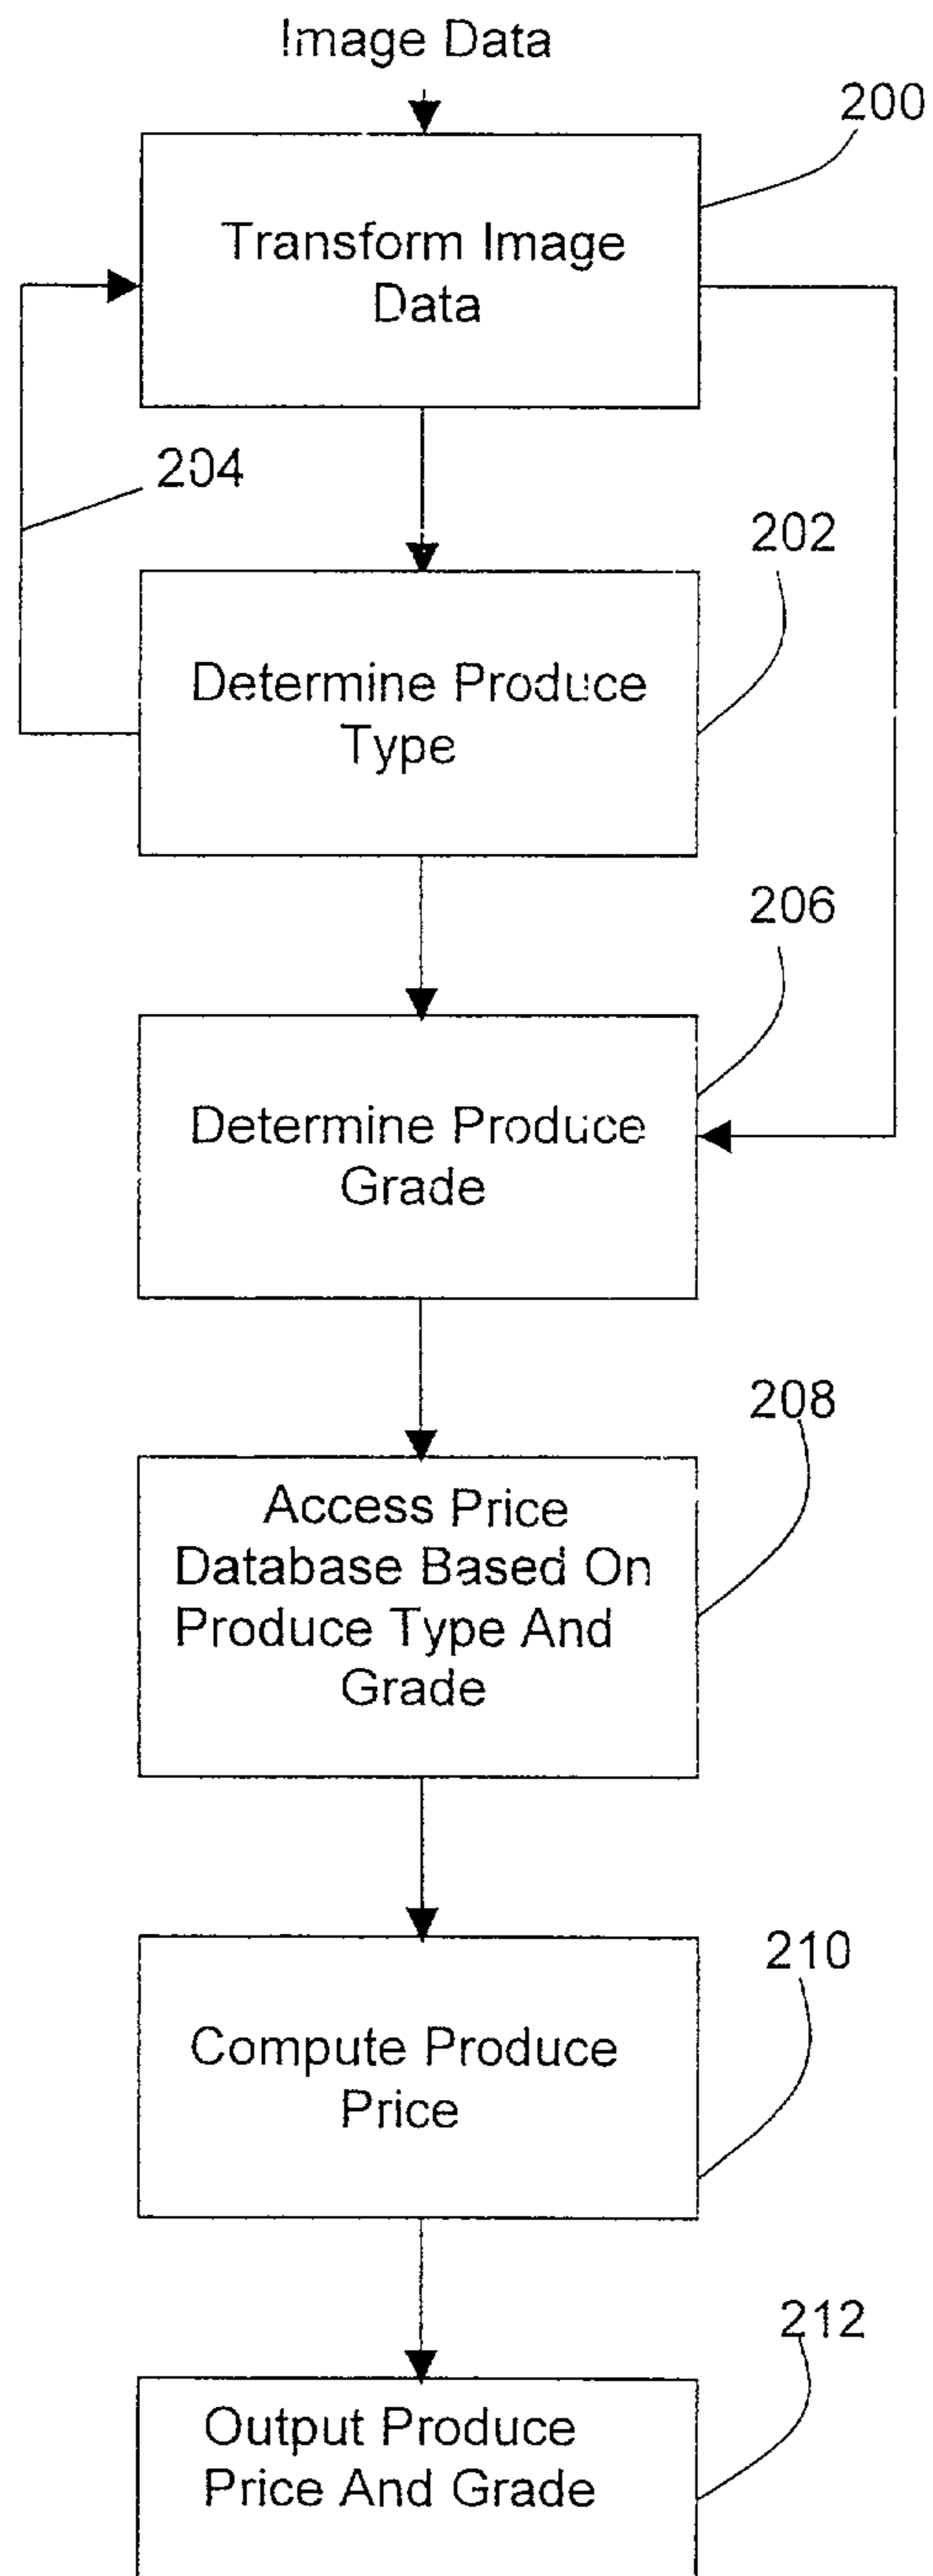 Image Data
200
Transform Image
Data
204
202
Determine Produce
Type
206
Determine Produce
Grade
208
Access Price
Database Based On
Produce Type And
Grade
210
Compute Produce
Price
212
Output Produce
Price And Grade